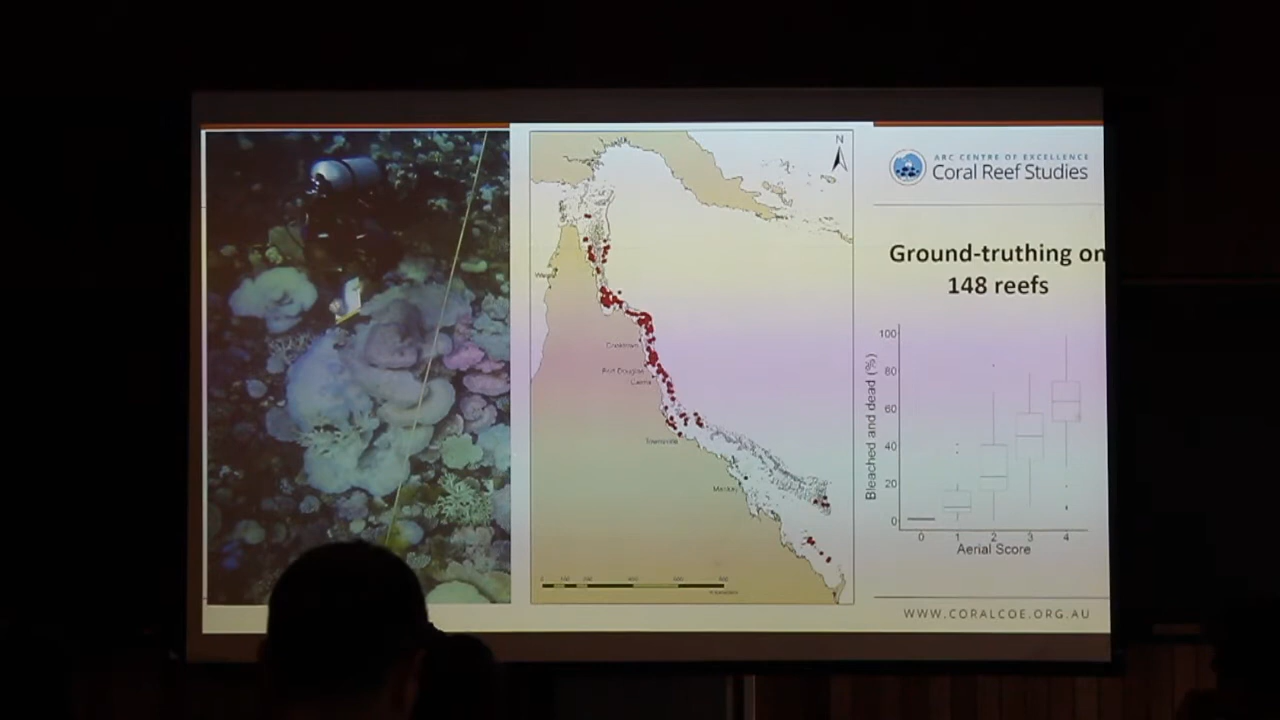 N
Cooktown
Port Douglas
Cairns
Townsville
Mackay
ARC CENTRE OF EXCELLENCE
Coral Reef Studies
Ground-truthing on
148 reefs
Bleached and dead (%)
100
80
60
40
20
0
0 1 2 3 4
Aerial Score
WWW.CORALCOE.ORG.AU